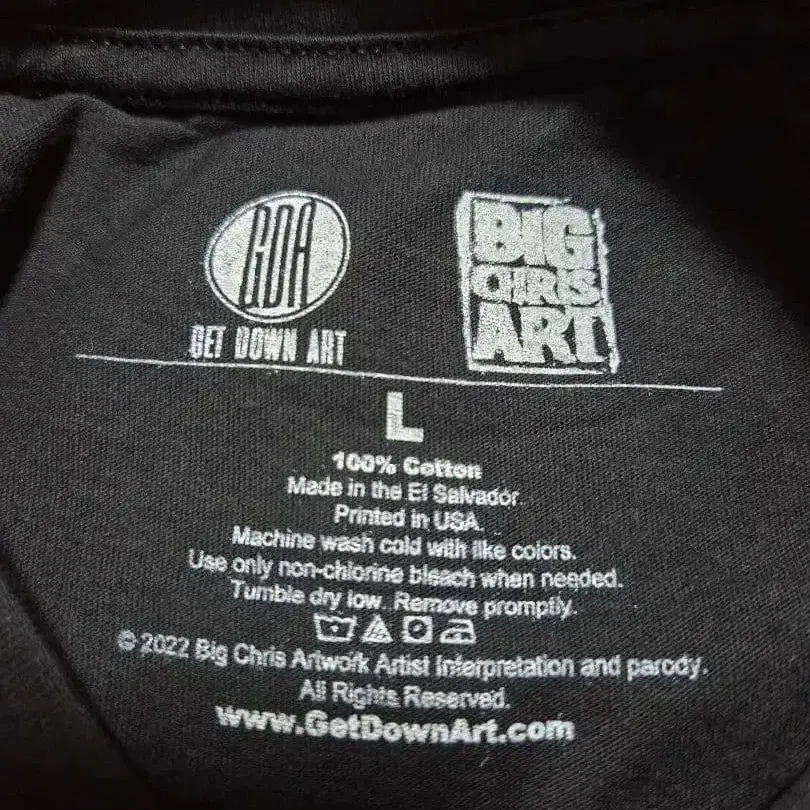 GDA
GET DOWN ART
BIG
CHRIS
ART
L
100% Cotton
Made in the El Salvador.
Printed in USA.
Machine wash cold with like colors.
Use only non-chlorine bleach when needed.
Tumble dry low. Remove promptly.
© 2022 Big Chris Artwork Artist Interpretation and parody.
All Rights Reserved.
www.GetDownArt.com